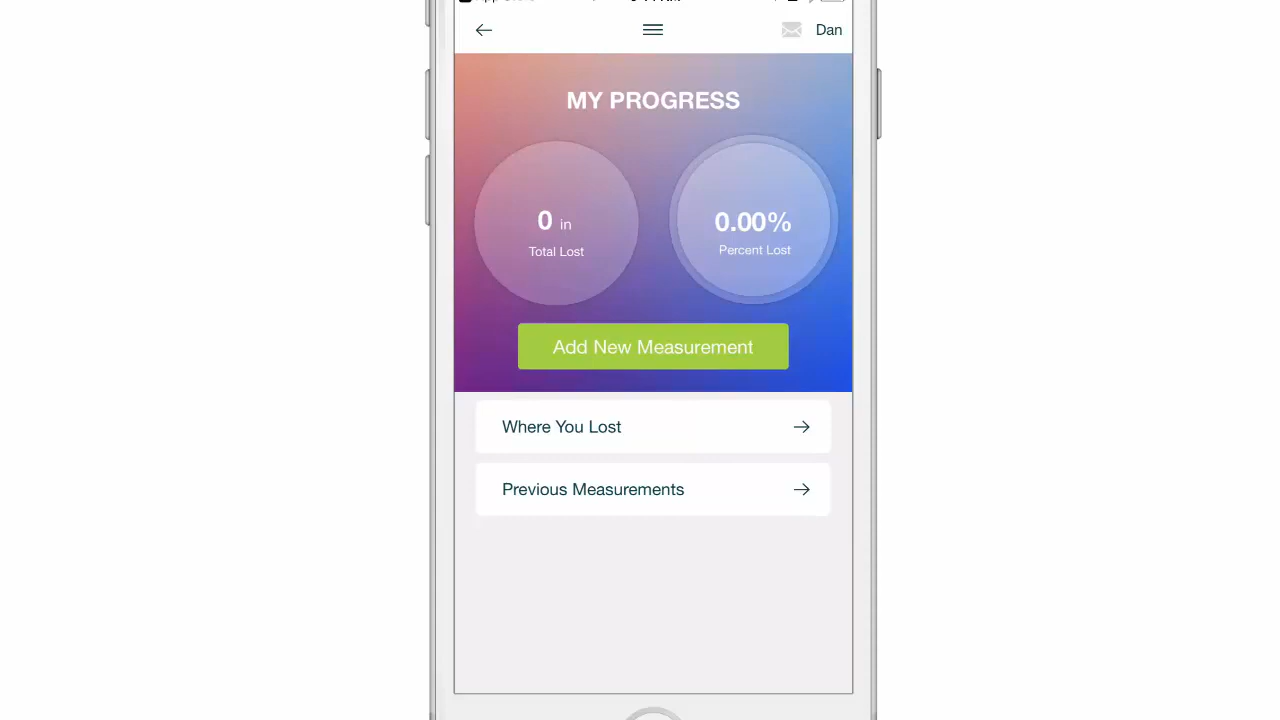 Dan
MY PROGRESS
0 in
Total Lost
0.00%
Percent Lost
Add New Measurement
Where You Lost
Previous Measurements